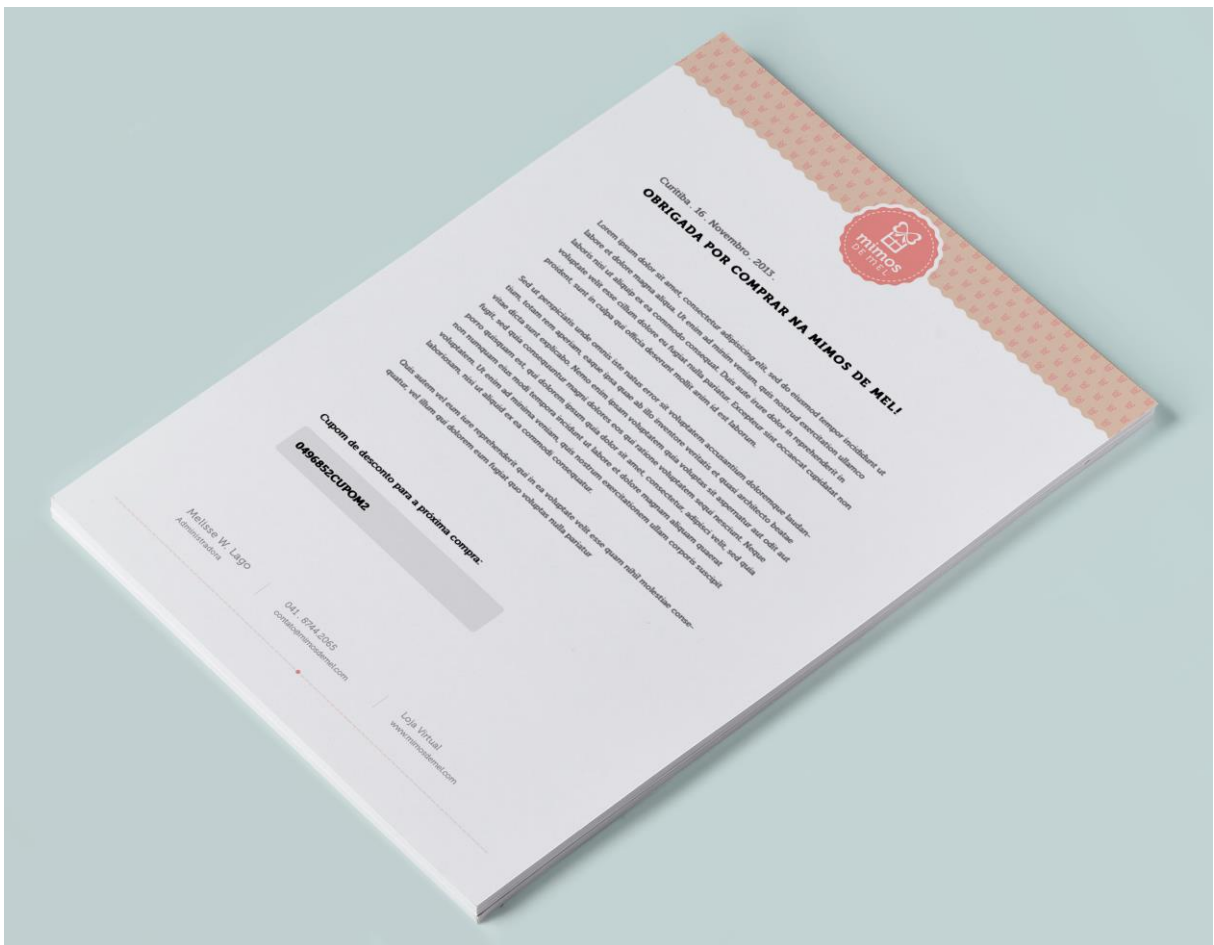 mimos
DE MEL
Curitiba . 16 . Novembro . 2013 .
OBRIGADA POR COMPRAR NA MIMOS DE MEL!
Lorem ipsum dolor sit amet, consectetur adipisicing elit, sed do eiusmod tempor incididunt ut
labore et dolore magna aliqua. Ut enim ad minim veniam, quis nostrud exercitation ullamco
laboris nisi ut aliquip ex ea commodo consequat. Duis aute irure dolor in reprehenderit in
voluptate velit esse cillum dolore eu fugiat nulla pariatur. Excepteur sint occaecat cupidatat non
proident, sunt in culpa qui officia deserunt mollit anim id est laborum.
Sed ut perspiciatis unde omnis iste natus error sit voluptatem accusantium doloremque laudan-
tium, totam rem aperiam, eaque ipsa quae ab illo inventore veritatis et quasi architecto beatae
vitae dicta sunt explicabo. Nemo enim ipsam voluptatem quia voluptas sit aspernatur aut odit aut
fugit, sed quia consequuntur magni dolores eos qui ratione voluptatem sequi nesciunt. Neque
porro quisquam est, qui dolorem ipsum quia dolor sit amet, consectetur, adipisci velit, sed quia
non numquam eius modi tempora incidunt ut labore et dolore magnam aliquam quaerat
voluptatem. Ut enim ad minima veniam, quis nostrum exercitationem ullam corporis suscipit
laboriosam, nisi ut aliquid ex ea commodi consequatur.
Quis autem vel eum iure reprehenderit qui in ea voluptate velit esse quam nihil molestiae conse-
quatur, vel illum qui dolorem eum fugiat quo voluptas nulla pariatur
Cupom de desconto para a próxima compra:
0496852CUPOM2
Melisse W. Lago
Administradora
041 . 8744.2065
contato@mimosdemel.com
Loja Virtual
www.mimosdemel.com